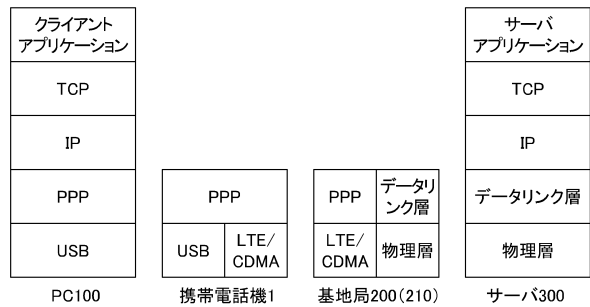 クライアント
アプリケーション
TCP
IP
PPP
USB
PC100
PPP
USB
LTE/
CDMA
携帯電話機1
PPP
データリ
ンク層
LTE/
CDMA
物理層
基地局200(210)
サーバ
アプリケーション
TCP
IP
データリンク層
物理層
サーバ300